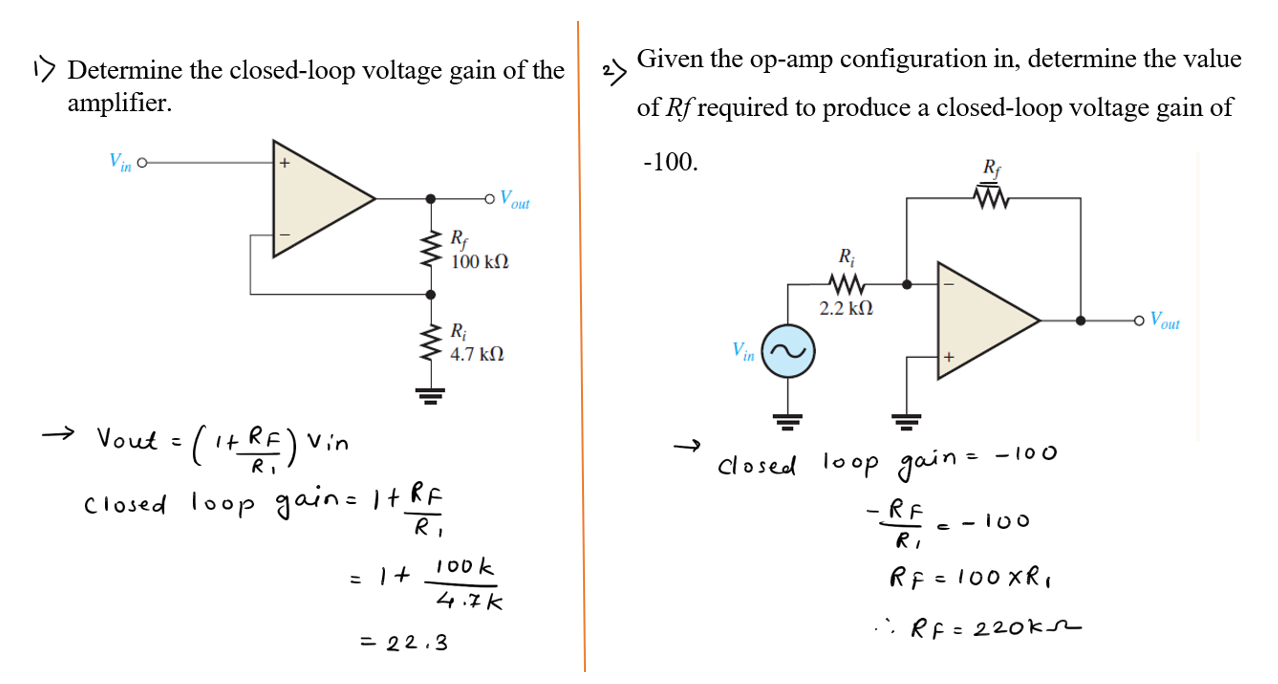 1) Determine the closed-loop voltage gain of the
amplifier.
Vin
+
Vout
−
Rf
100 kΩ
Ri
4.7 kΩ
→ Vout = (1 + RF/R1) Vin
Closed loop gain = 1 + RF/R1
= 1 + 100k/4.7k
= 22.3
2) Given the op-amp configuration in, determine the value
of Rf required to produce a closed-loop voltage gain of
-100.
Rf
Ri
2.2 kΩ
−
Vout
Vin
+
→ Closed loop gain = -100
-RF/R1 = -100
RF = 100 x R1
∴ RF = 220kΩ